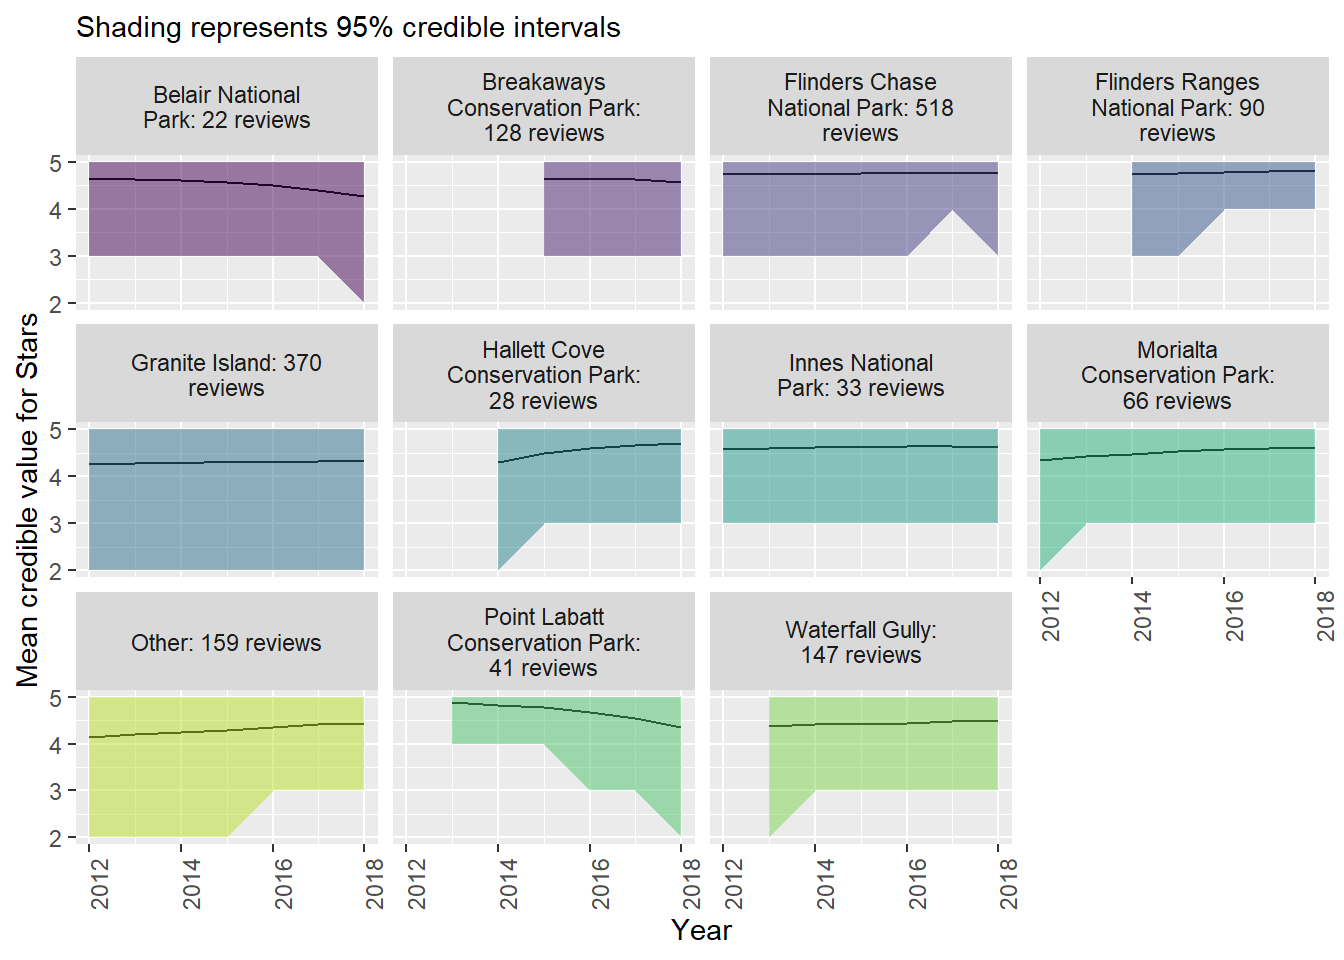 Shading represents 95% credible intervals
Belair National
Park: 22 reviews
Breakaways
Conservation Park:
128 reviews
Flinders Chase
National Park: 518
reviews
Flinders Ranges
National Park: 90
reviews
5
4
3
2
Granite Island: 370
reviews
Hallett Cove
Conservation Park:
28 reviews
Innes National
Park: 33 reviews
Morialta
Conservation Park:
66 reviews
5
4
3
2
2012
2014
2016
2018
Other: 159 reviews
Point Labatt
Conservation Park:
41 reviews
Waterfall Gully:
147 reviews
5
4
3
2
2012
2014
2016
2018
2012
2014
2016
2018
2012
2014
2016
2018
Year
Mean credible value for Stars